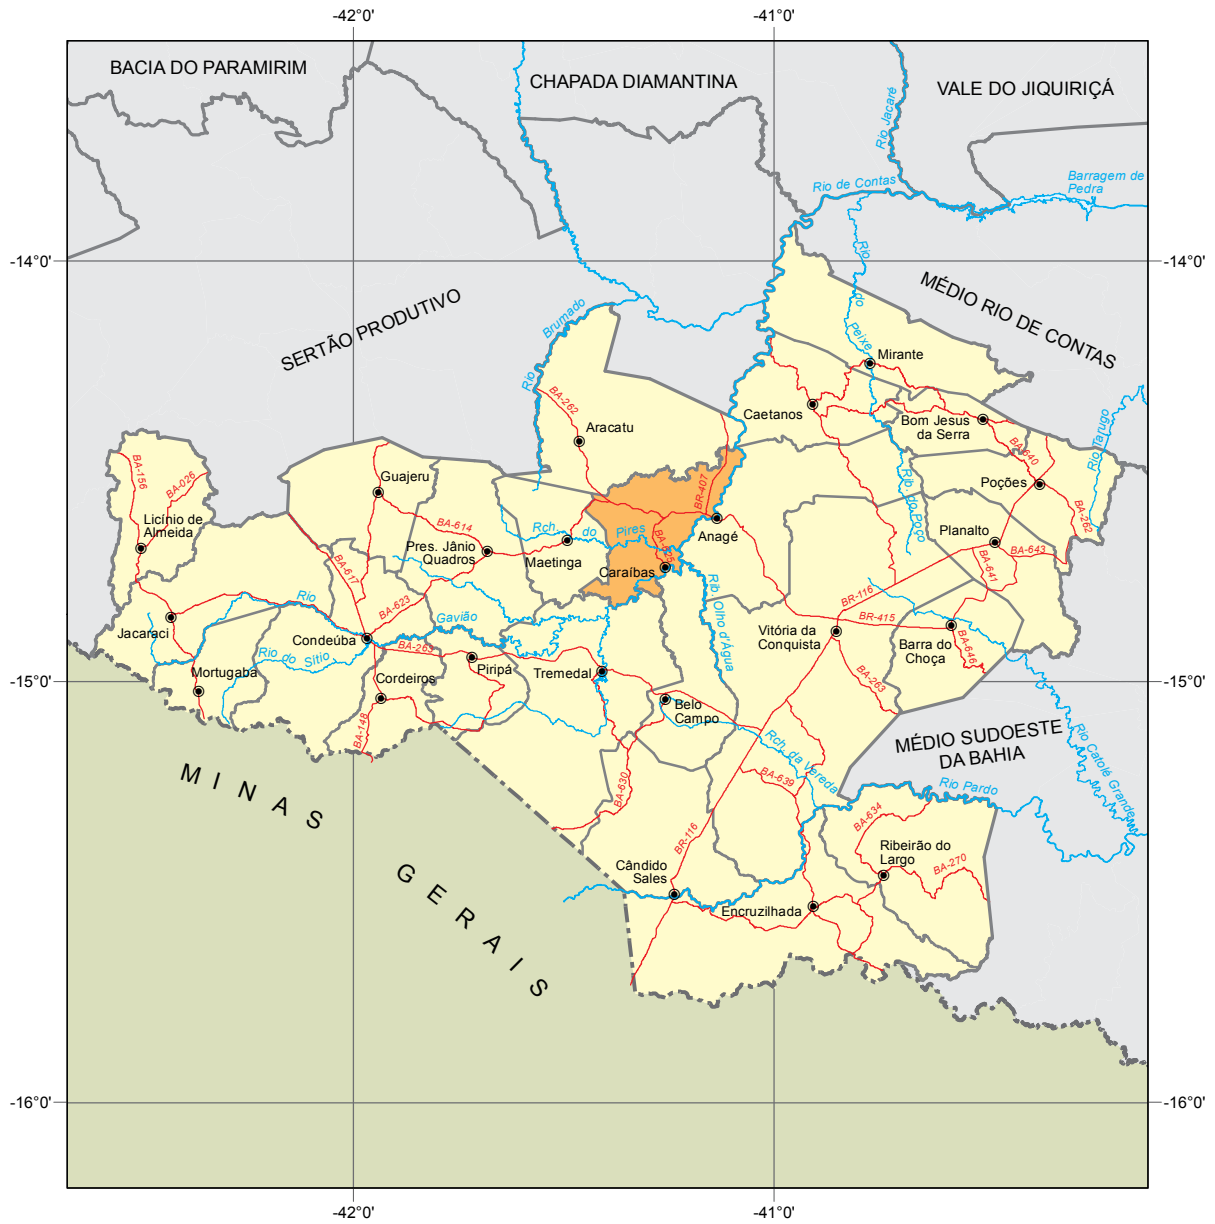 -42°0'
-41°0'
BACIA DO PARAMIRIM
CHAPADA DIAMANTINA
VALE DO JIQUIRIÇÁ
Rio Jacaré
Rio de Contas
Barragem de
Pedra
-14°0'
-14°0'
Rio do Peixe
MÉDIO RIO DE CONTAS
SERTÃO PRODUTIVO
Rio Brumado
Mirante
BA-262
Caetanos
Bom Jesus
da Serra
Aracatu
Rio Tarugo
BA-640
BA-156
BA-026
Guajeru
BR-407
Poções
Rib. do Poço
BA-262
Licínio de
Almeida
BA-614
Rch. do Pires
Anagé
Planalto
BA-643
Pres. Jânio
Quadros
Maetinga
BA-641
BA-617
Caraíbas
Rib. Olho d'Água
BR-116
Rio
BA-623
Gavião
BR-415
Jacaraci
Condeúba
BA-263
Vitória da
Conquista
Barra do
Choça
BA-646
Rio do Sítio
Mortugaba
Cordeiros
Piripá
Tremedal
BA-263
-15°0'
-15°0'
Belo
Campo
BA-148
MÉDIO SUDOESTE
DA BAHIA
Rch. da Vereda
Rio Catolé Grande
BA-630
BA-639
Rio Pardo
MINAS GERAIS
BA-634
BR-116
Ribeirão do
Largo
BA-270
Cândido
Sales
Encruzilhada
-16°0'
-16°0'
-42°0'
-41°0'